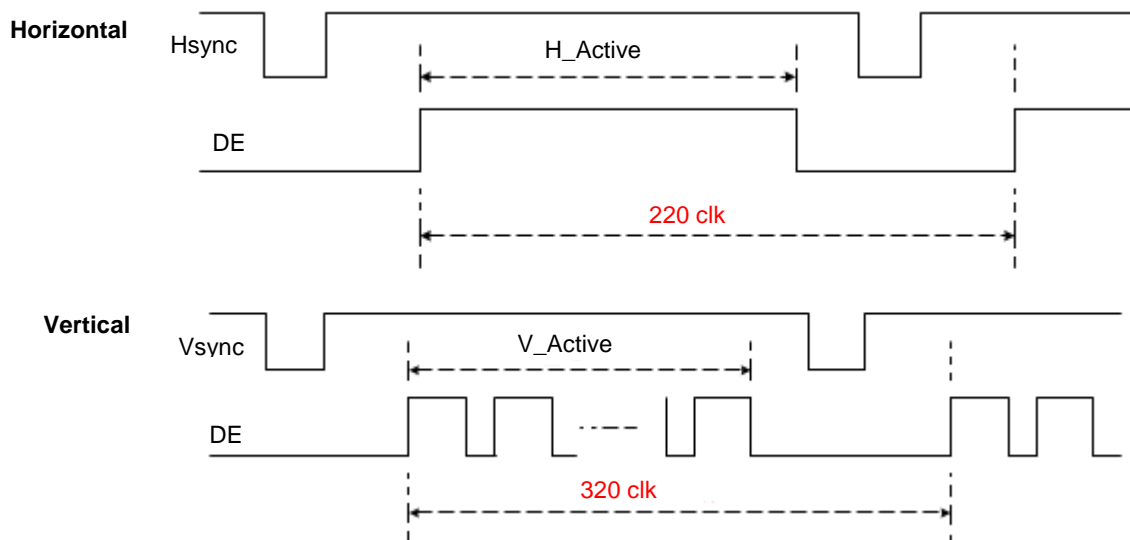 Horizontal
Hsync
H_Active
DE
220 clk
Vertical
Vsync
V_Active
DE
320 clk